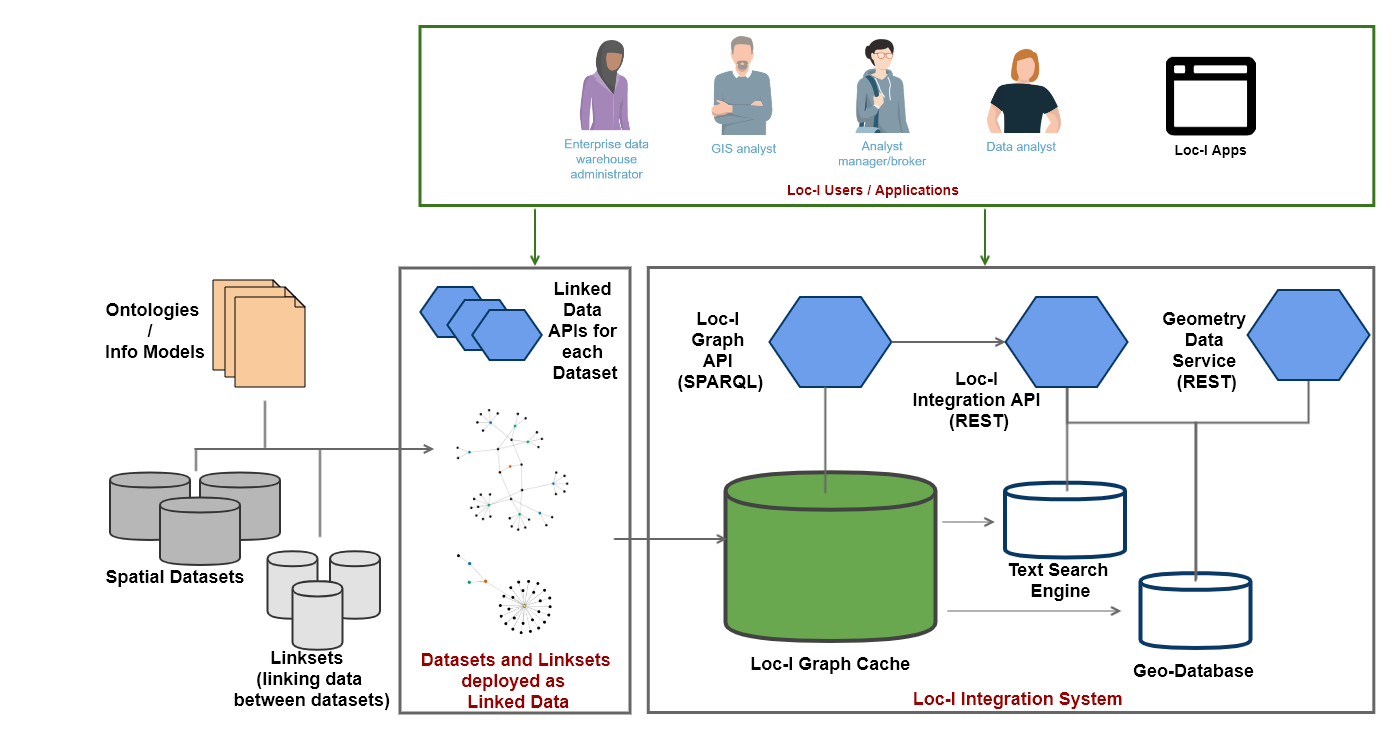 Enterprise data
warehouse
administrator
GIS analyst
Analyst
manager/broker
Data analyst
Loc-I Apps
Loc-I Users / Applications
Ontologies
/
Info Models
Spatial Datasets
Linksets
(linking data
between datasets)
Linked
Data
APIs for
each
Dataset
Datasets and Linksets
deployed as
Linked Data
Loc-I
Graph
API
(SPARQL)
Loc-I
Integration API
(REST)
Geometry
Data
Service
(REST)
Loc-I Graph Cache
Text Search
Engine
Geo-Database
Loc-I Integration System